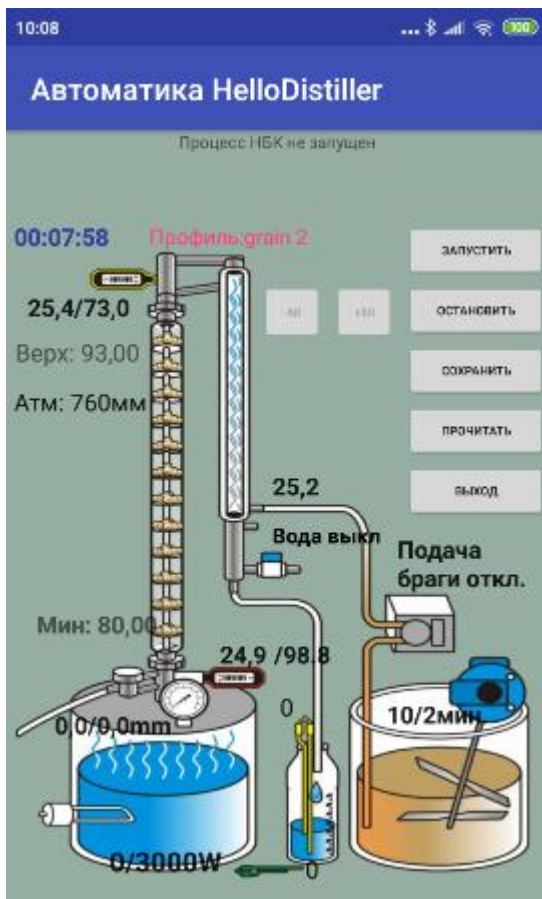 10:08
100
Автоматика HelloDistiller
Процесс НБК не запущен
00:07:58
Профиль:grain 2
ЗАПУСТИТЬ
25,4/73,0
ОСТАНОВИТЬ
Верх: 93,00
СОХРАНИТЬ
Атм: 760мм
ПРОЧИТАТЬ
25,2
ВЫХОД
Вода выкл
Подача
браги откл.
Мин: 80,00
24,9 /98.8
0,0/0,0mm
0
10/2мин
0/3000W
0